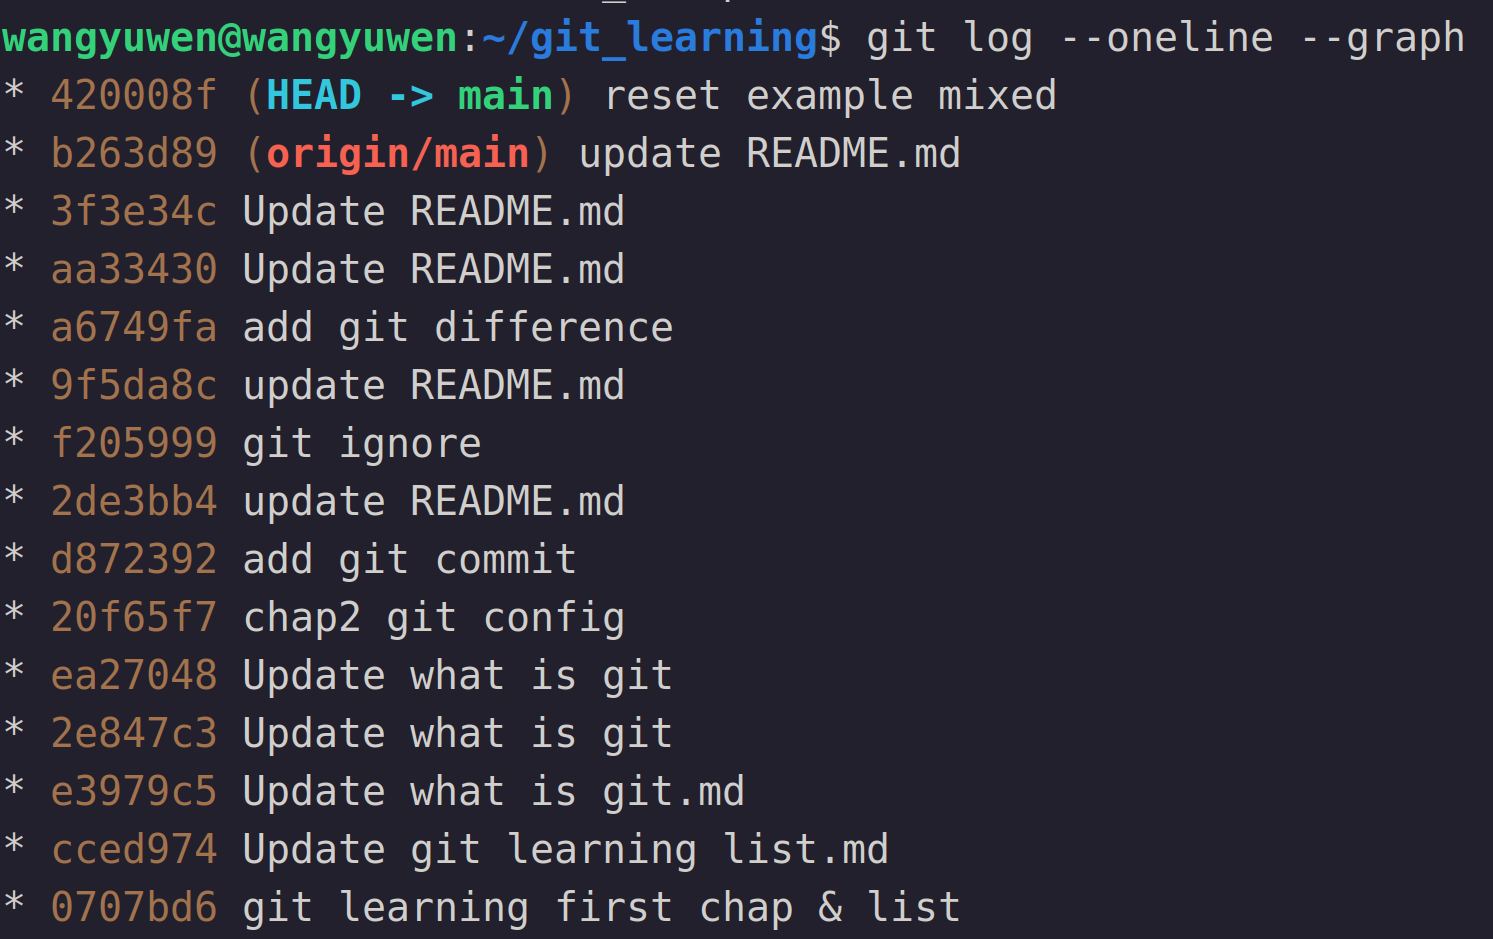 wangyuwen@wangyuwen:~/git_learning$ git log --oneline --graph
* 420008f (HEAD -> main) reset example mixed
* b263d89 (origin/main) update README.md
* 3f3e34c Update README.md
* aa33430 Update README.md
* a6749fa add git difference
* 9f5da8c update README.md
* f205999 git ignore
* 2de3bb4 update README.md
* d872392 add git commit
* 20f65f7 chap2 git config
* ea27048 Update what is git
* 2e847c3 Update what is git
* e3979c5 Update what is git.md
* cced974 Update git learning list.md
* 0707bd6 git learning first chap & list